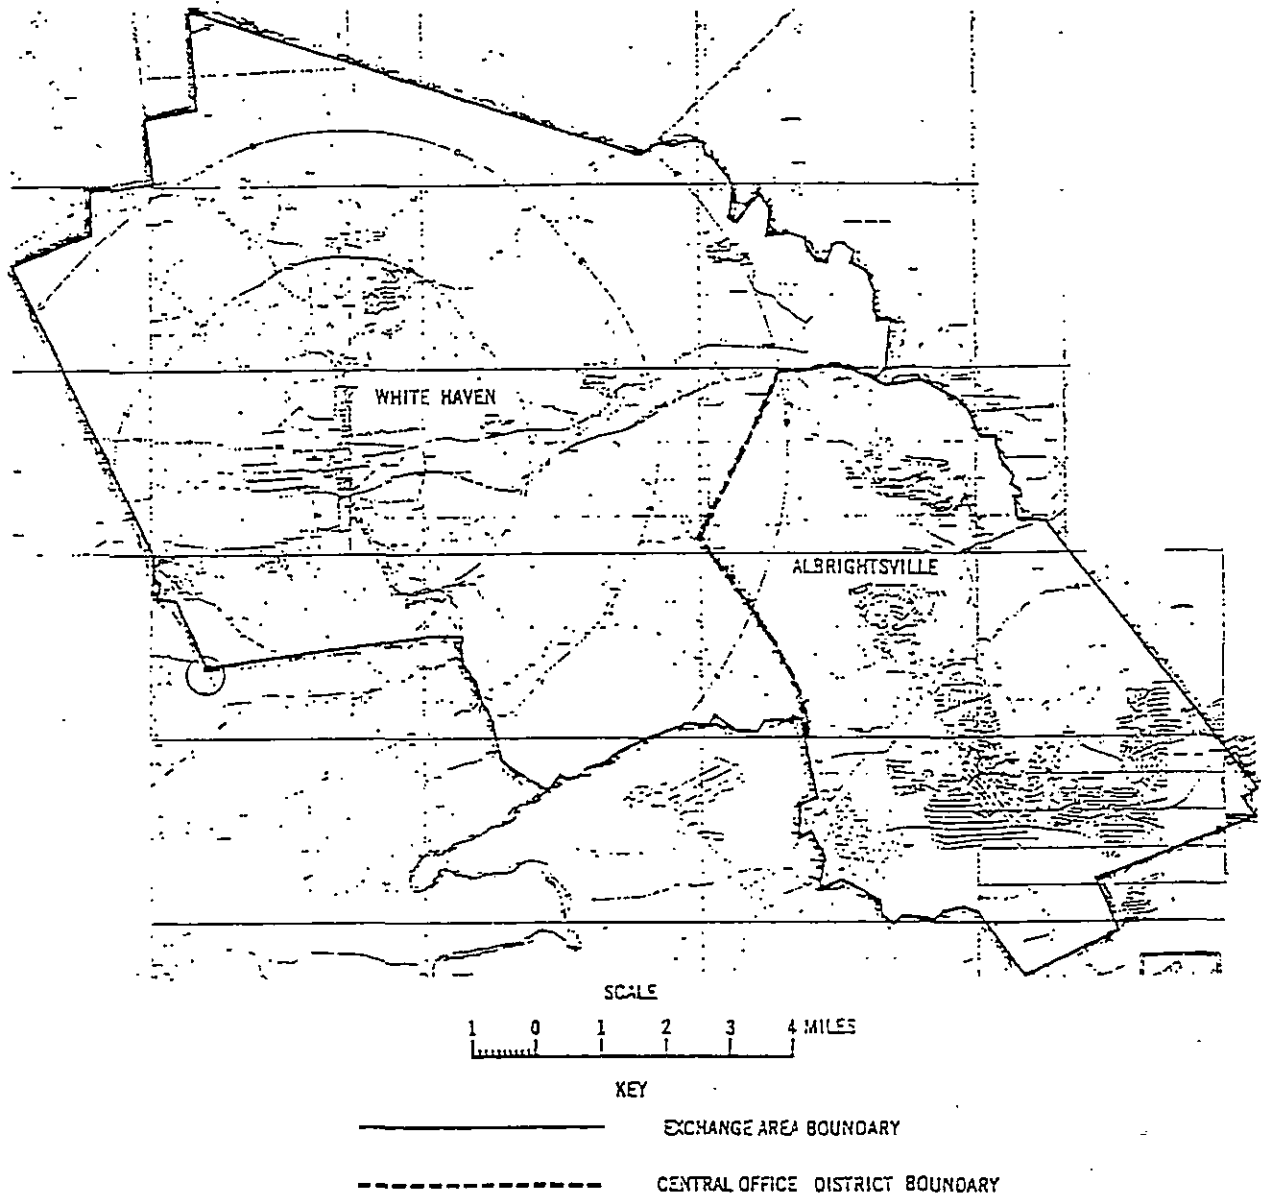 WHITE HAVEN
ALBRIGHTSVILLE
SCALE
1 0 1 2 3 4 MILES
KEY
EXCHANGE AREA BOUNDARY
CENTRAL OFFICE DISTRICT BOUNDARY